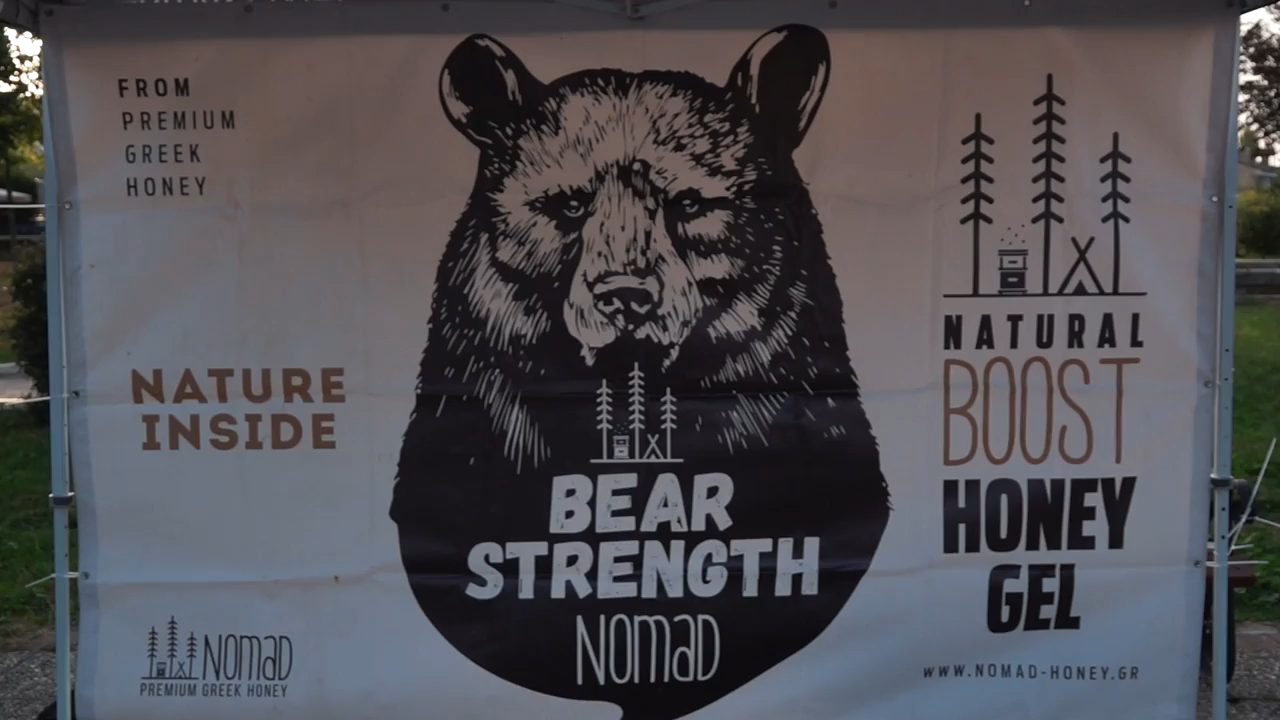 FROM
PREMIUM
GREEK
HONEY
NATURE
INSIDE
NOMAD
PREMIUM GREEK HONEY
BEAR
STRENGTH
NOMAD
NATURAL
BOOST
HONEY
GEL
WWW.NOMAD-HONEY.GR